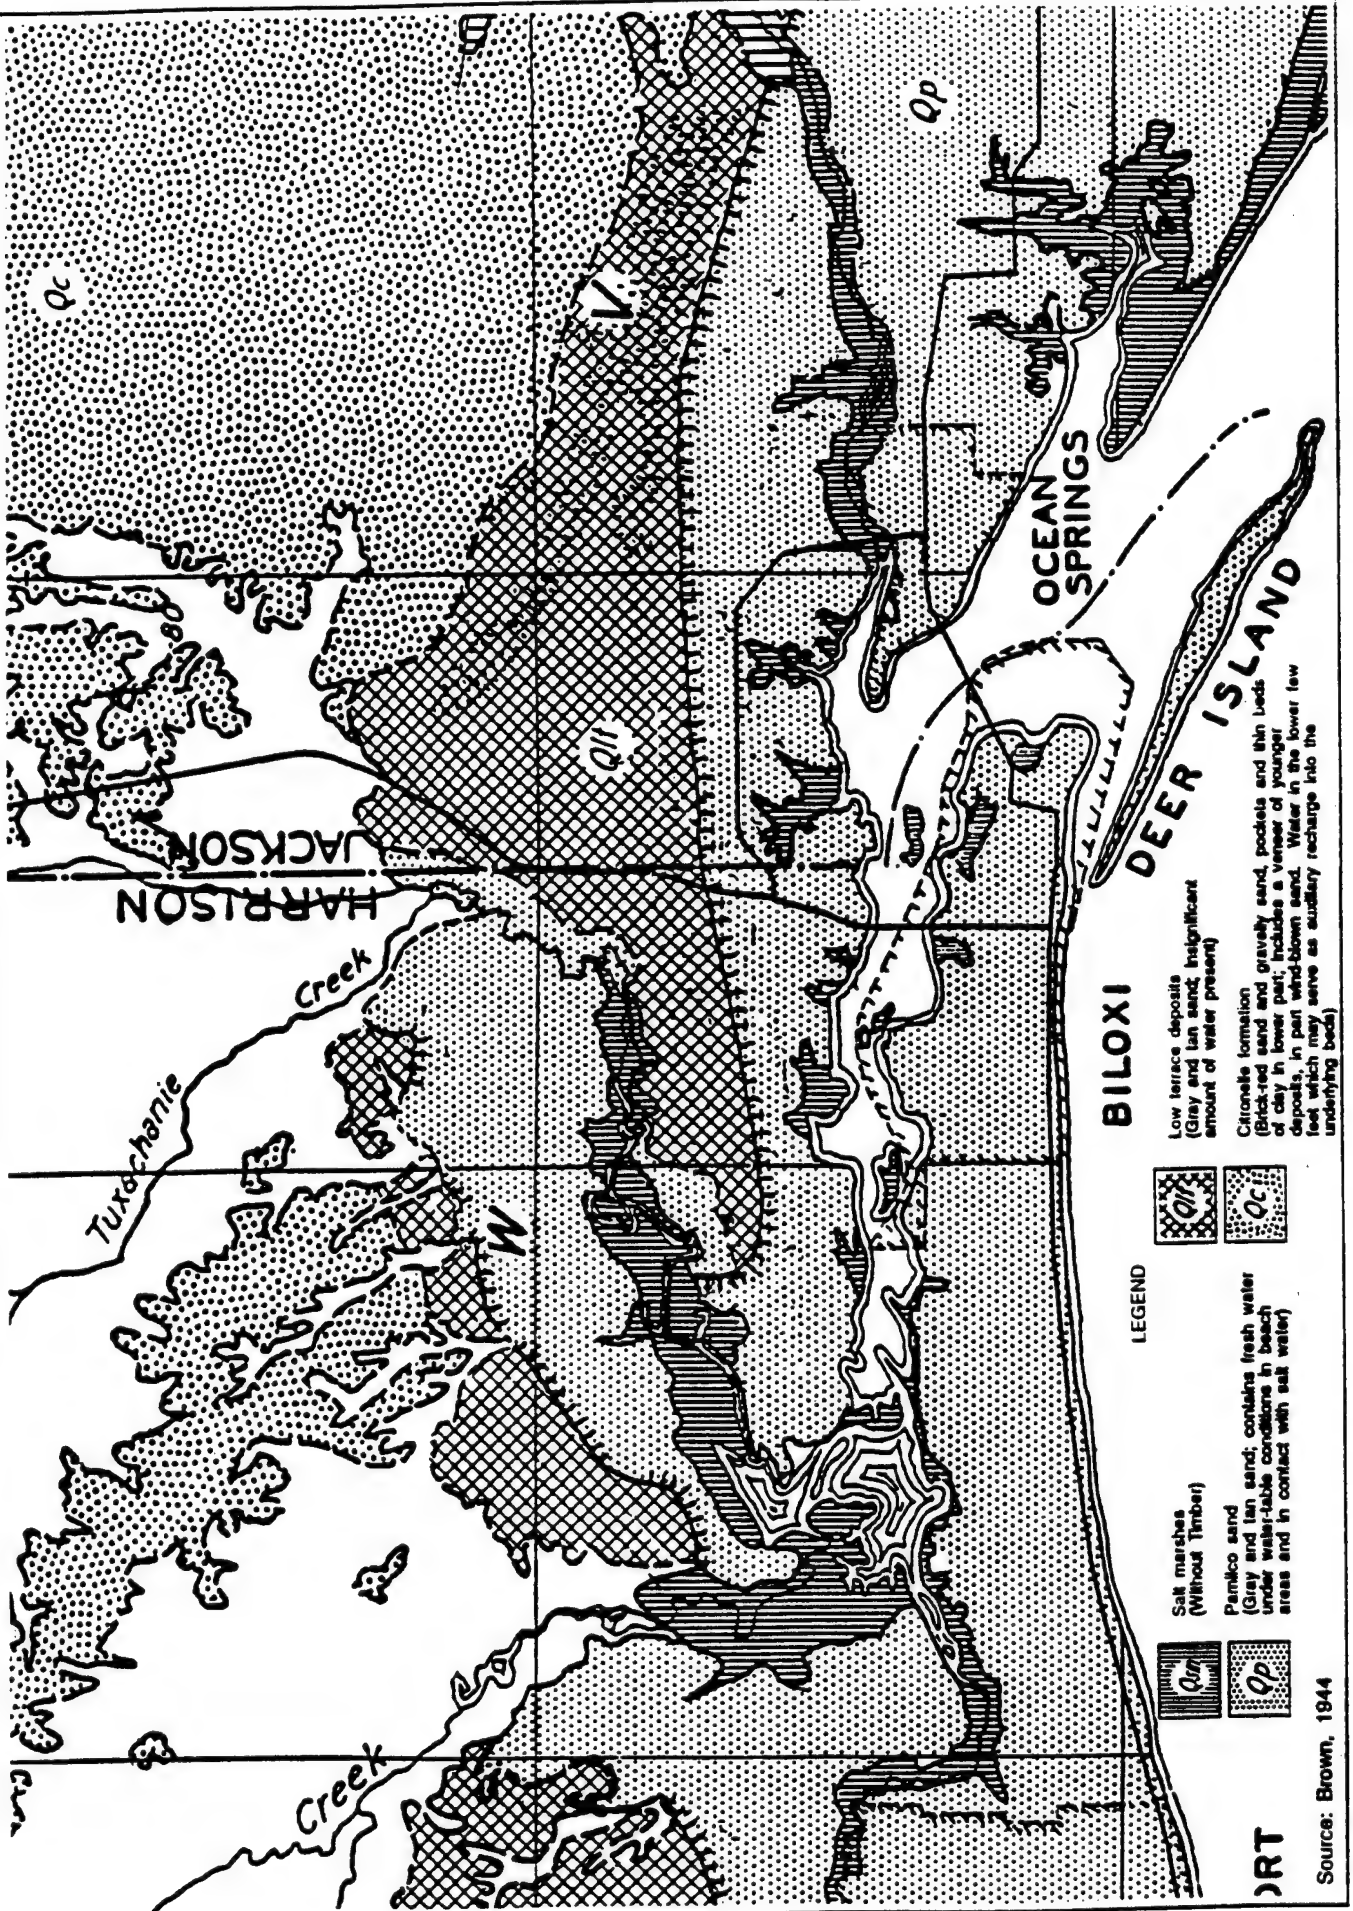 Qc
Qp
V
80
HARRISON
JACKSON
Qlt
Creek
Tuxachanie
W
Creek
OCEAN
SPRINGS
DEER ISLAND
BILOXI
ORT
LEGEND
Qm
Salt marshes
(Without Timber)
Qp
Pamlico sand
(Gray and tan sand; contains fresh water
under water-table conditions in beach
areas and in contact with salt water)
Qlt
Low terrace deposits
(Gray and tan sand; insignificant
amount of water present)
Qc
Citronelle formation
(Brick-red sand and gravelly sand, pockets and thin beds
of clay in lower part; includes a veneer of younger
deposits, in part wind-blown sand. Water in the lower few
feet which may serve as auxiliary recharge into the
underlying beds)
Source: Brown, 1944